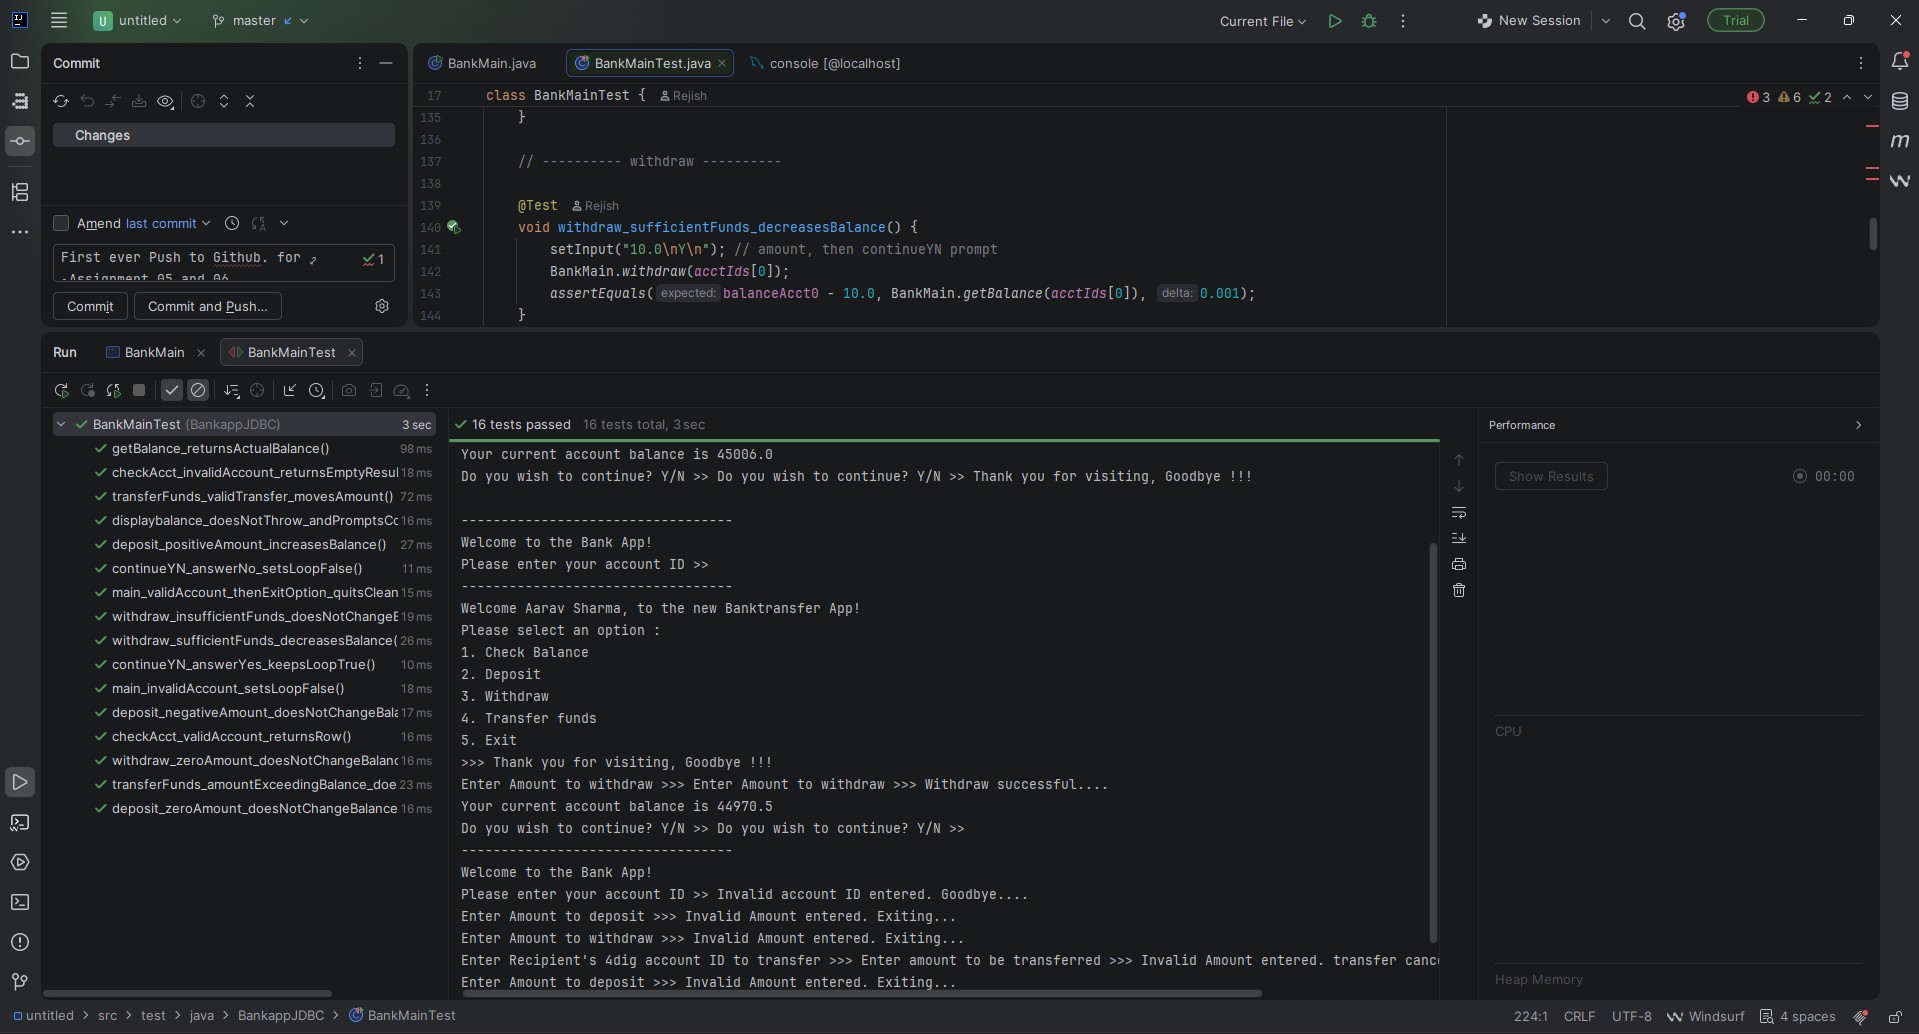 U untitled master Current File New Session Trial
Commit
Changes
Amend last commit
First ever Push to Github. for
-Assignment 05 and 06
1
Commit Commit and Push...
BankMain.java BankMainTest.java console [@localhost]
17 class BankMainTest { Rejish
3 6 2
135 }
136
137 // ---------- withdraw ----------
138
139 @Test Rejish
140 void withdraw_sufficientFunds_decreasesBalance() {
141 setInput("10.0\nY\n"); // amount, then continueYN prompt
142 BankMain.withdraw(acctIds[0]);
143 assertEquals( expected: balanceAcct0 - 10.0, BankMain.getBalance(acctIds[0]), delta: 0.001);
144 }
Run BankMain BankMainTest
BankMainTest (BankappJDBC) 3 sec
getBalance_returnsActualBalance() 98 ms
checkAcct_invalidAccount_returnsEmptyResul 18 ms
transferFunds_validTransfer_movesAmount() 72 ms
displaybalance_doesNotThrow_andPromptsCo 16 ms
deposit_positiveAmount_increasesBalance() 27 ms
continueYN_answerNo_setsLoopFalse() 11 ms
main_validAccount_thenExitOption_quitsClean 15 ms
withdraw_insufficientFunds_doesNotChangeB 19 ms
withdraw_sufficientFunds_decreasesBalance( 26 ms
continueYN_answerYes_keepsLoopTrue() 10 ms
main_invalidAccount_setsLoopFalse() 18 ms
deposit_negativeAmount_doesNotChangeBala 17 ms
checkAcct_validAccount_returnsRow() 16 ms
withdraw_zeroAmount_doesNotChangeBalanc 16 ms
transferFunds_amountExceedingBalance_doe 23 ms
deposit_zeroAmount_doesNotChangeBalance 16 ms
16 tests passed 16 tests total, 3 sec
Your current account balance is 45006.0
Do you wish to continue? Y/N >> Do you wish to continue? Y/N >> Thank you for visiting, Goodbye !!!
----------------------------------
Welcome to the Bank App!
Please enter your account ID >>
----------------------------------
Welcome Aarav Sharma, to the new Banktransfer App!
Please select an option :
1. Check Balance
2. Deposit
3. Withdraw
4. Transfer funds
5. Exit
>>> Thank you for visiting, Goodbye !!!
Enter Amount to withdraw >>> Enter Amount to withdraw >>> Withdraw successful....
Your current account balance is 44970.5
Do you wish to continue? Y/N >> Do you wish to continue? Y/N >>
----------------------------------
Welcome to the Bank App!
Please enter your account ID >> Invalid account ID entered. Goodbye....
Enter Amount to deposit >>> Invalid Amount entered. Exiting...
Enter Amount to withdraw >>> Invalid Amount entered. Exiting...
Enter Recipient's 4dig account ID to transfer >>> Enter amount to be transferred >>> Invalid Amount entered. transfer canc
Enter Amount to deposit >>> Invalid Amount entered. Exiting...
Performance
Show Results 00:00
CPU
Heap Memory
untitled > src > test > java > BankappJDBC > BankMainTest
224:1 CRLF UTF-8 Windsurf 4 spaces